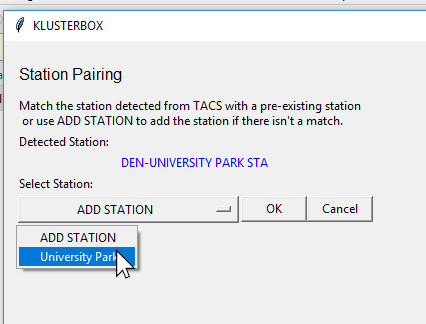 KLUSTERBOX
Station Pairing
Match the station detected from TACS with a pre-existing station
or use ADD STATION to add the station if there isn't a match.
Detected Station:
DEN-UNIVERSITY PARK STA
Select Station:
ADD STATION OK Cancel
ADD STATION
University Park